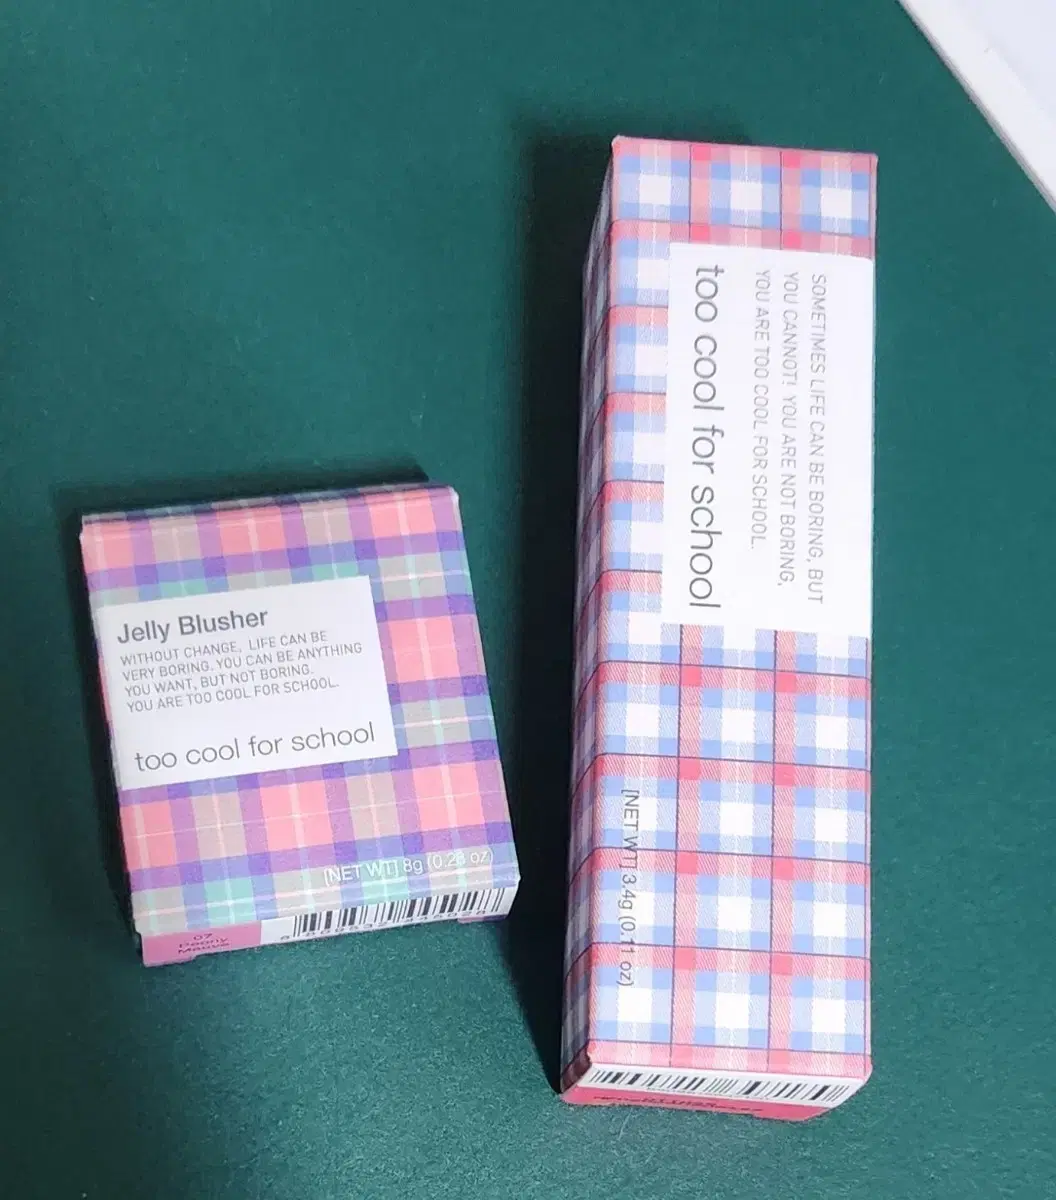 Jelly Blusher
WITHOUT CHANGE, LIFE CAN BE
VERY BORING. YOU CAN BE ANYTHING
YOU WANT, BUT NOT BORING.
YOU ARE TOO COOL FOR SCHOOL.
too cool for school
[NET WT] 8g (0.28 oz)
07
Peony
Mauve
SOMETIMES LIFE CAN BE BORING, BUT
YOU CANNOT! YOU ARE NOT BORING,
YOU ARE TOO COOL FOR SCHOOL.
too cool for school
[NET WT] 3.4g (0.11 oz)